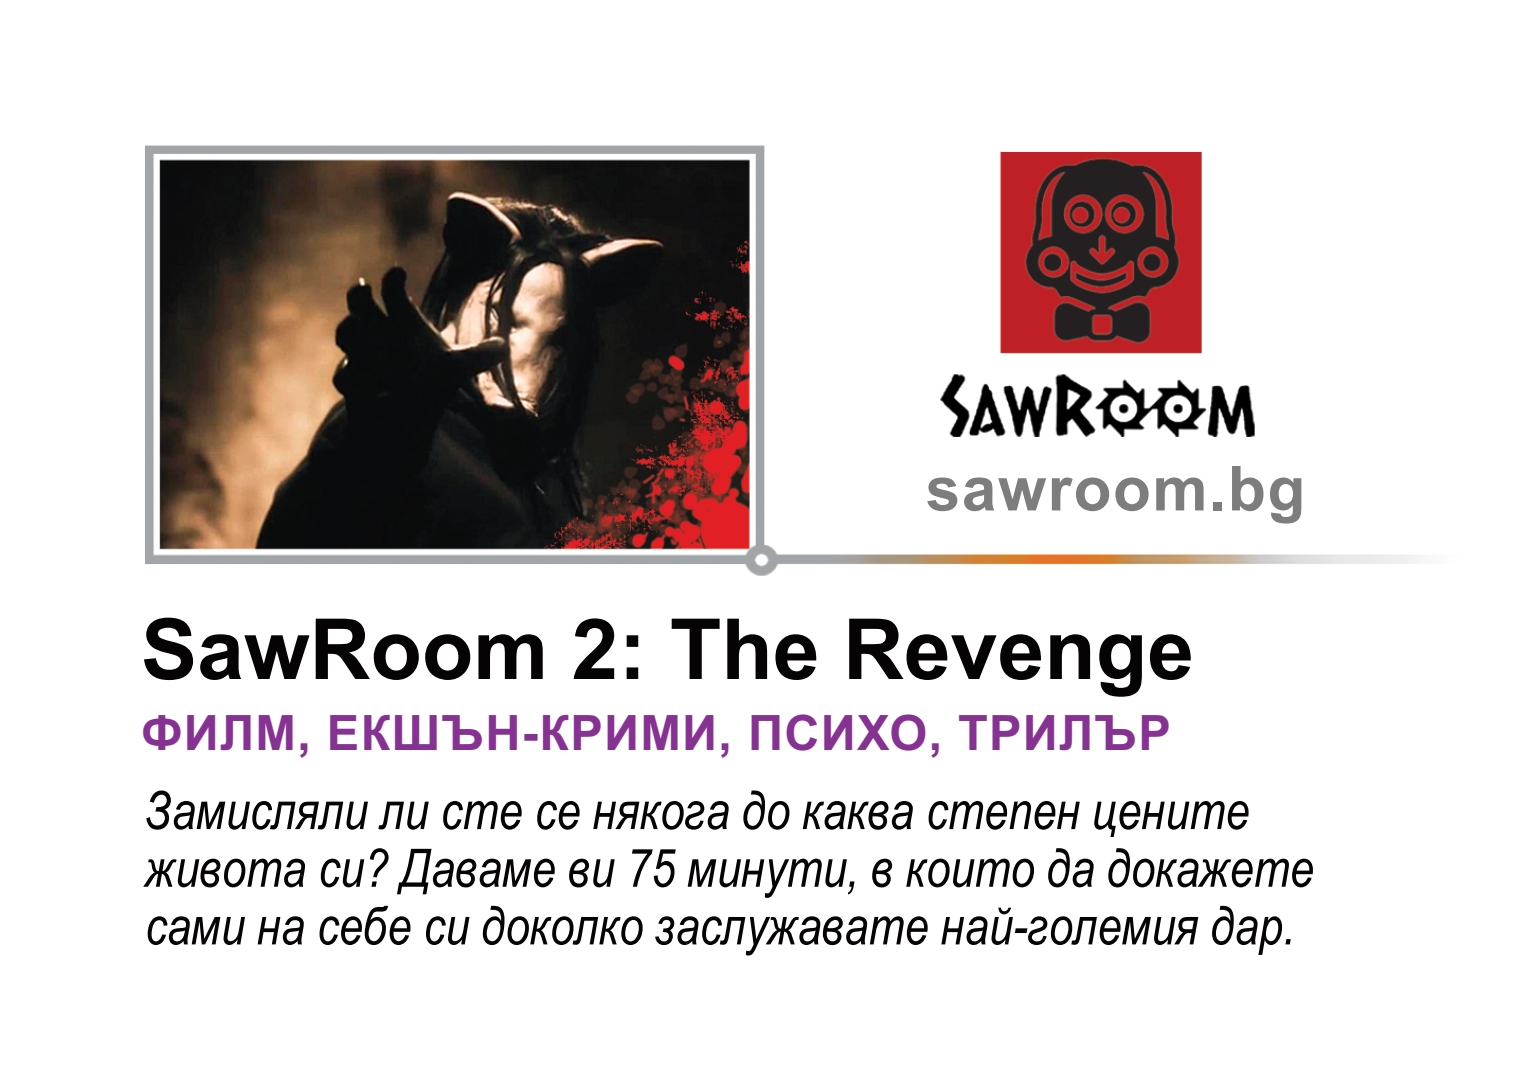 SAWROOM
sawroom.bg
SawRoom 2: The Revenge
ФИЛМ, ЕКШЪН-КРИМИ, ПСИХО, ТРИЛЪР
Замисляли ли сте се някога до каква степен цените
живота си? Даваме ви 75 минути, в които да докажете
сами на себе си доколко заслужавате най-големия дар.